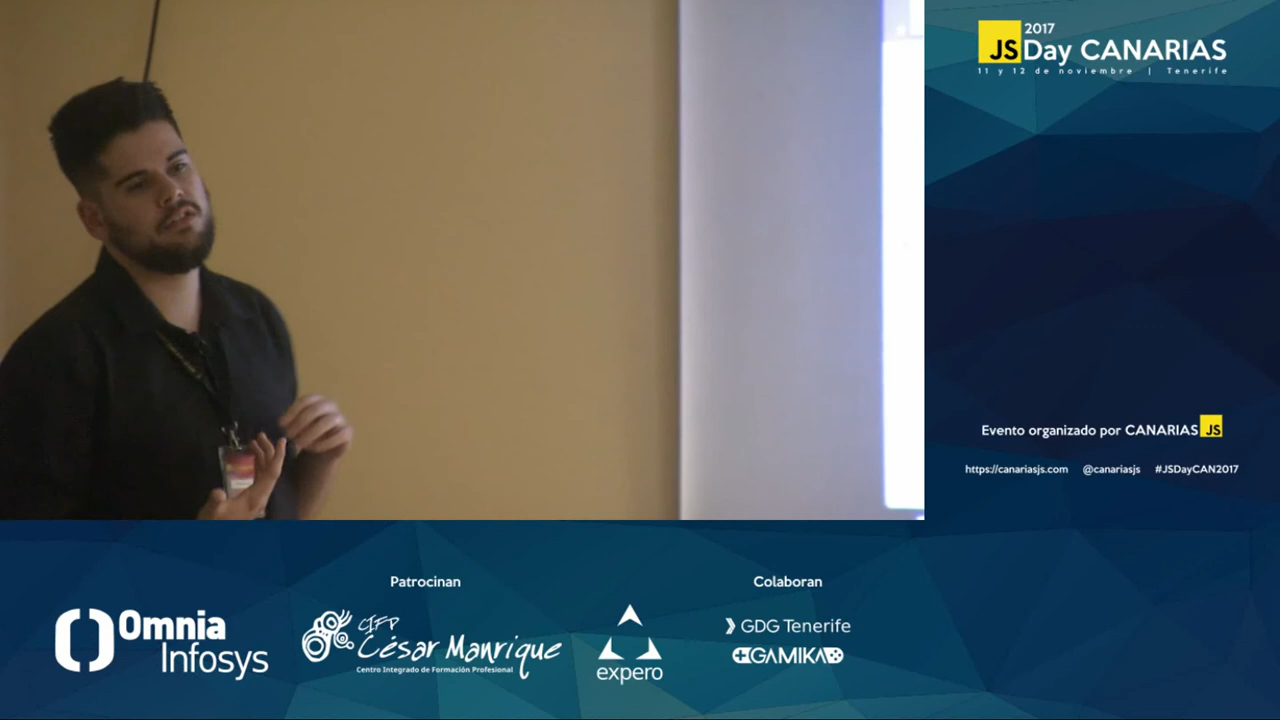 2017
JS Day CANARIAS
11 y 12 de noviembre | Tenerife
Evento organizado por CANARIAS JS
https://canariasjs.com @canariasjs #JSDayCAN2017
Patrocinan
Colaboran
Omnia
Infosys
CIFP
César Manrique
Centro Integrado de Formación Profesional
expero
GDG Tenerife
GAMIKA